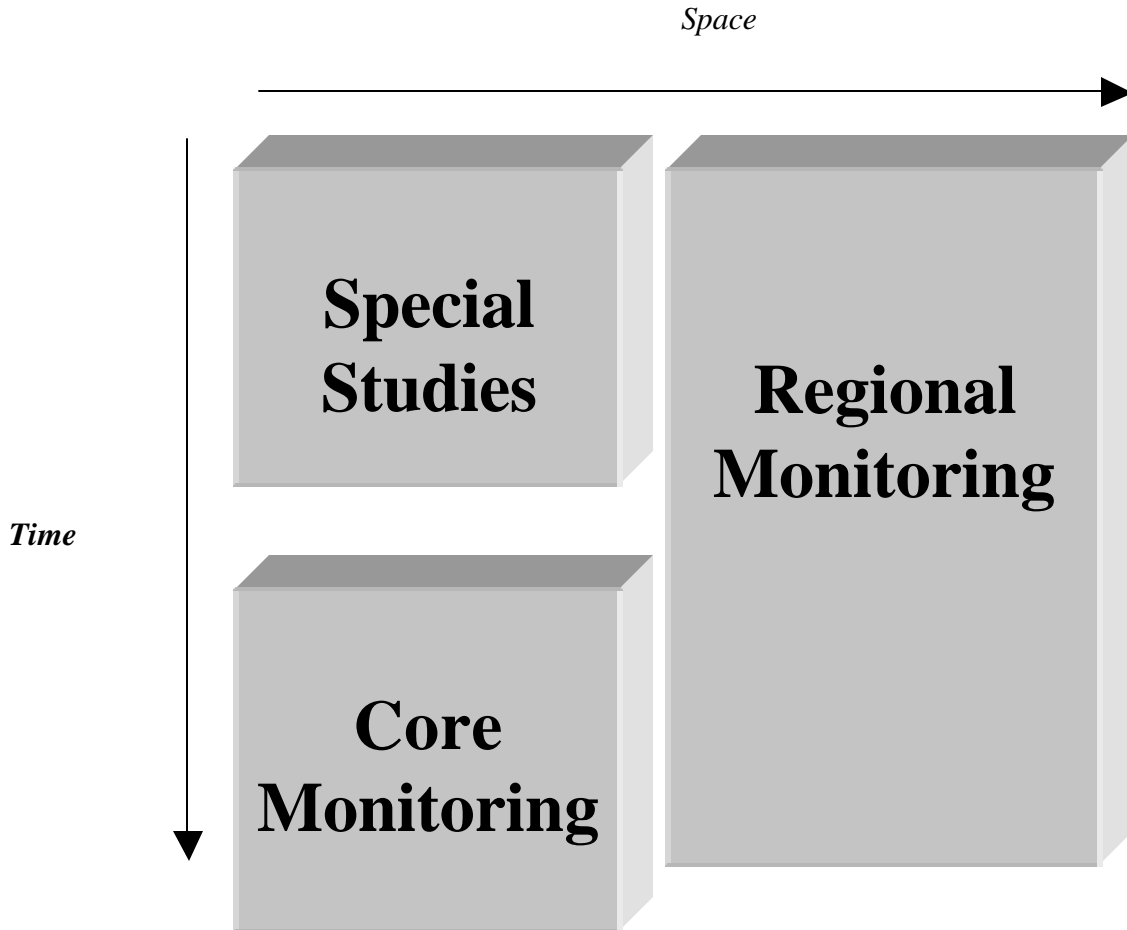 Space
Special
Studies
Regional
Monitoring
Time
Core
Monitoring